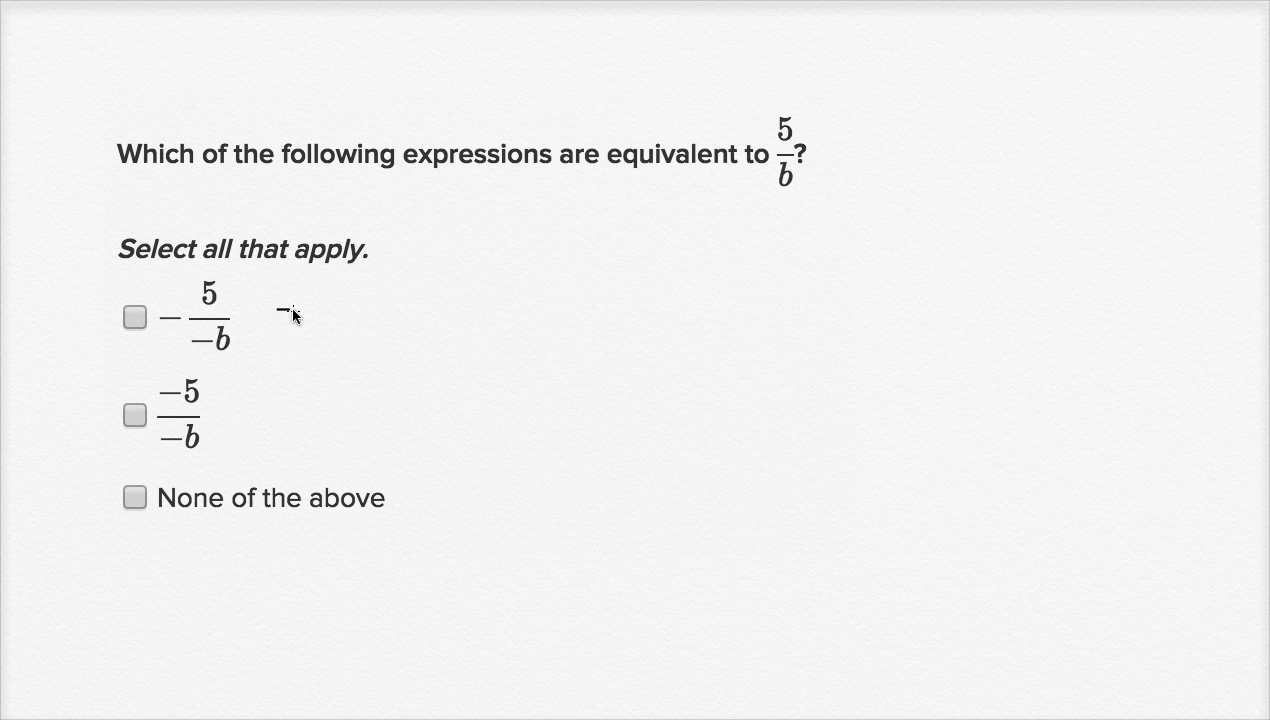 Which of the following expressions are equivalent to 5/b?
Select all that apply.
− 5/−b −
−5/−b
None of the above